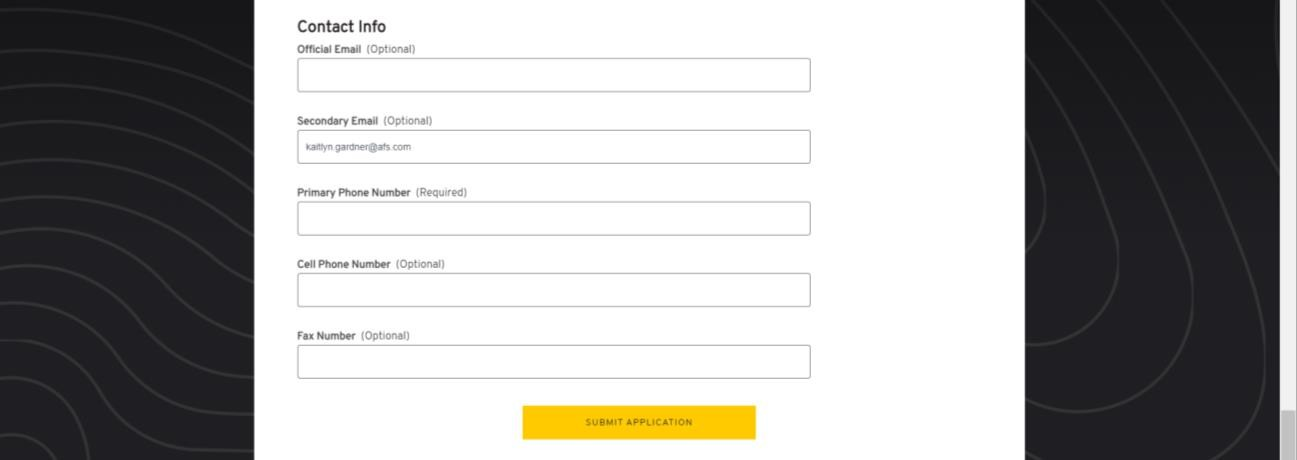 Contact Info
Official Email (Optional)
Secondary Email (Optional)
kaitlyn.gardner@afs.com
Primary Phone Number (Required)
Cell Phone Number (Optional)
Fax Number (Optional)
SUBMIT APPLICATION